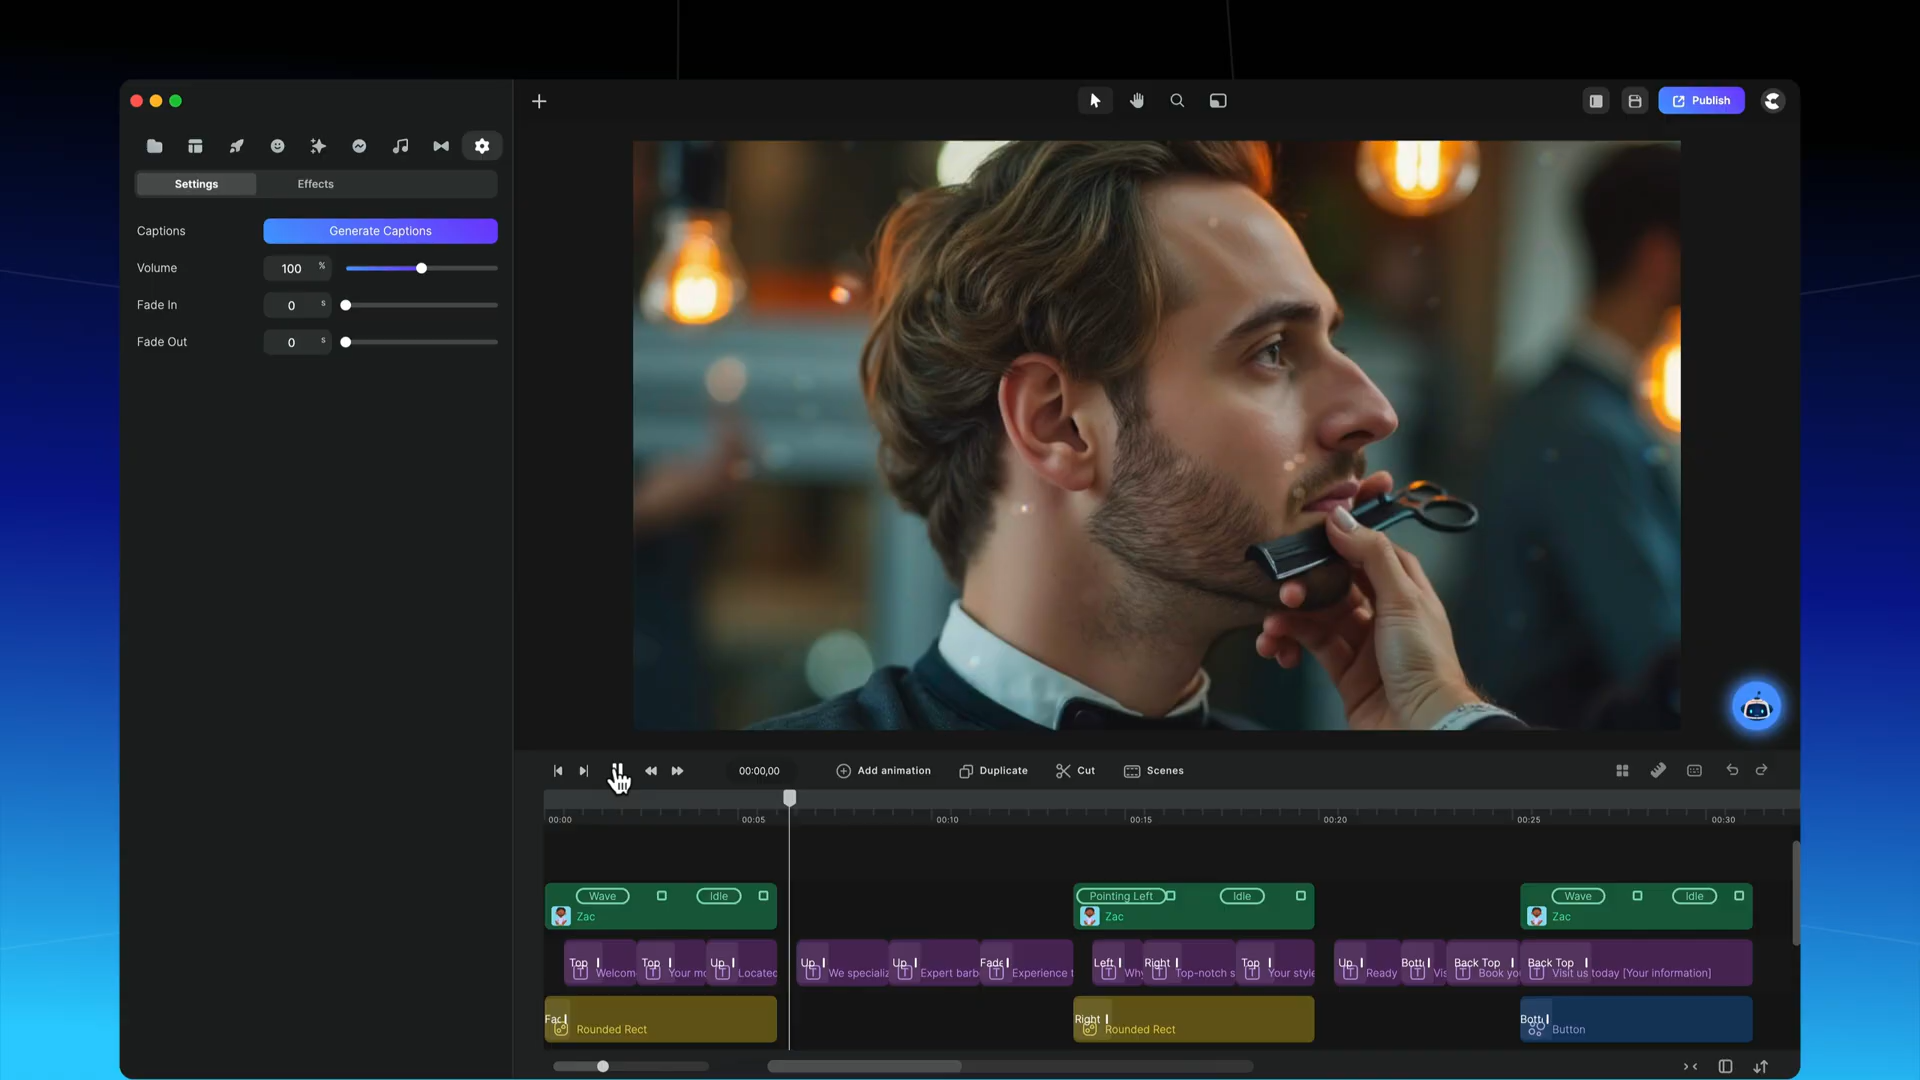 Publish
Settings Effects
Captions Generate Captions
Volume 100 %
Fade In 0 s
Fade Out 0 s
00:00,00 Add animation Duplicate Cut Scenes
00:00 00:05 00:10 00:15 00:20 00:25 00:30
Wave Idle Pointing Left Idle Wave Idle
Zac Zac Zac
Top Top Up Up Up Fade Left Right Top Up Bott Back Top Back Top
Welcom Your mo Located We specializ Expert barb Experience t Why Top-notch s Your style Ready Vis Book yo Visit us today [Your information]
Fac Right Bott
Rounded Rect Rounded Rect Button